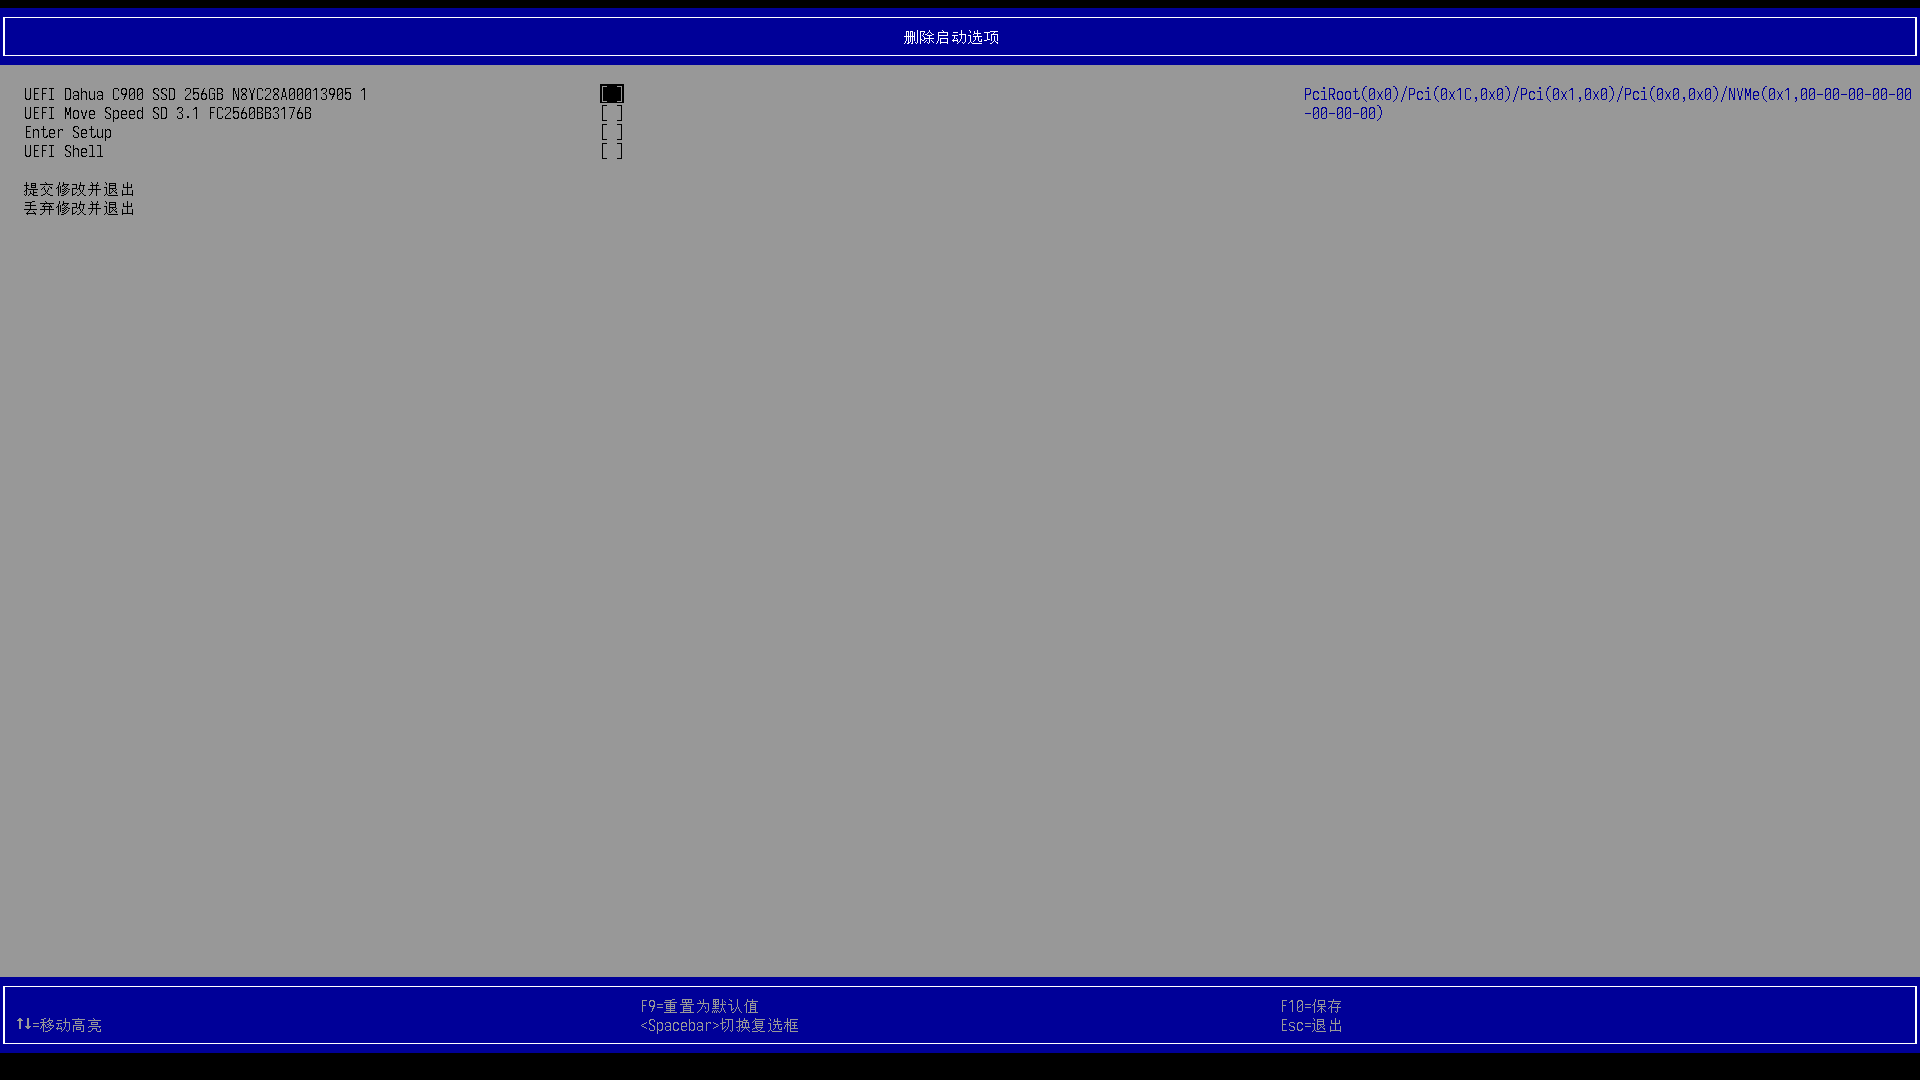 删除启动选项
UEFI Dahua C900 SSD 256GB N8YC28A00013905 1 [ ]
UEFI Move Speed SD 3.1 FC2560BB3176B [ ]
Enter Setup [ ]
UEFI Shell [ ]
提交修改并退出
丢弃修改并退出
PciRoot(0x0)/Pci(0x1C,0x0)/Pci(0x1,0x0)/Pci(0x0,0x0)/NVMe(0x1,00-00-00-00-00
-00-00-00)
F9=重置为默认值 F10=保存
↑↓=移动高亮 <Spacebar>切换复选框 Esc=退出